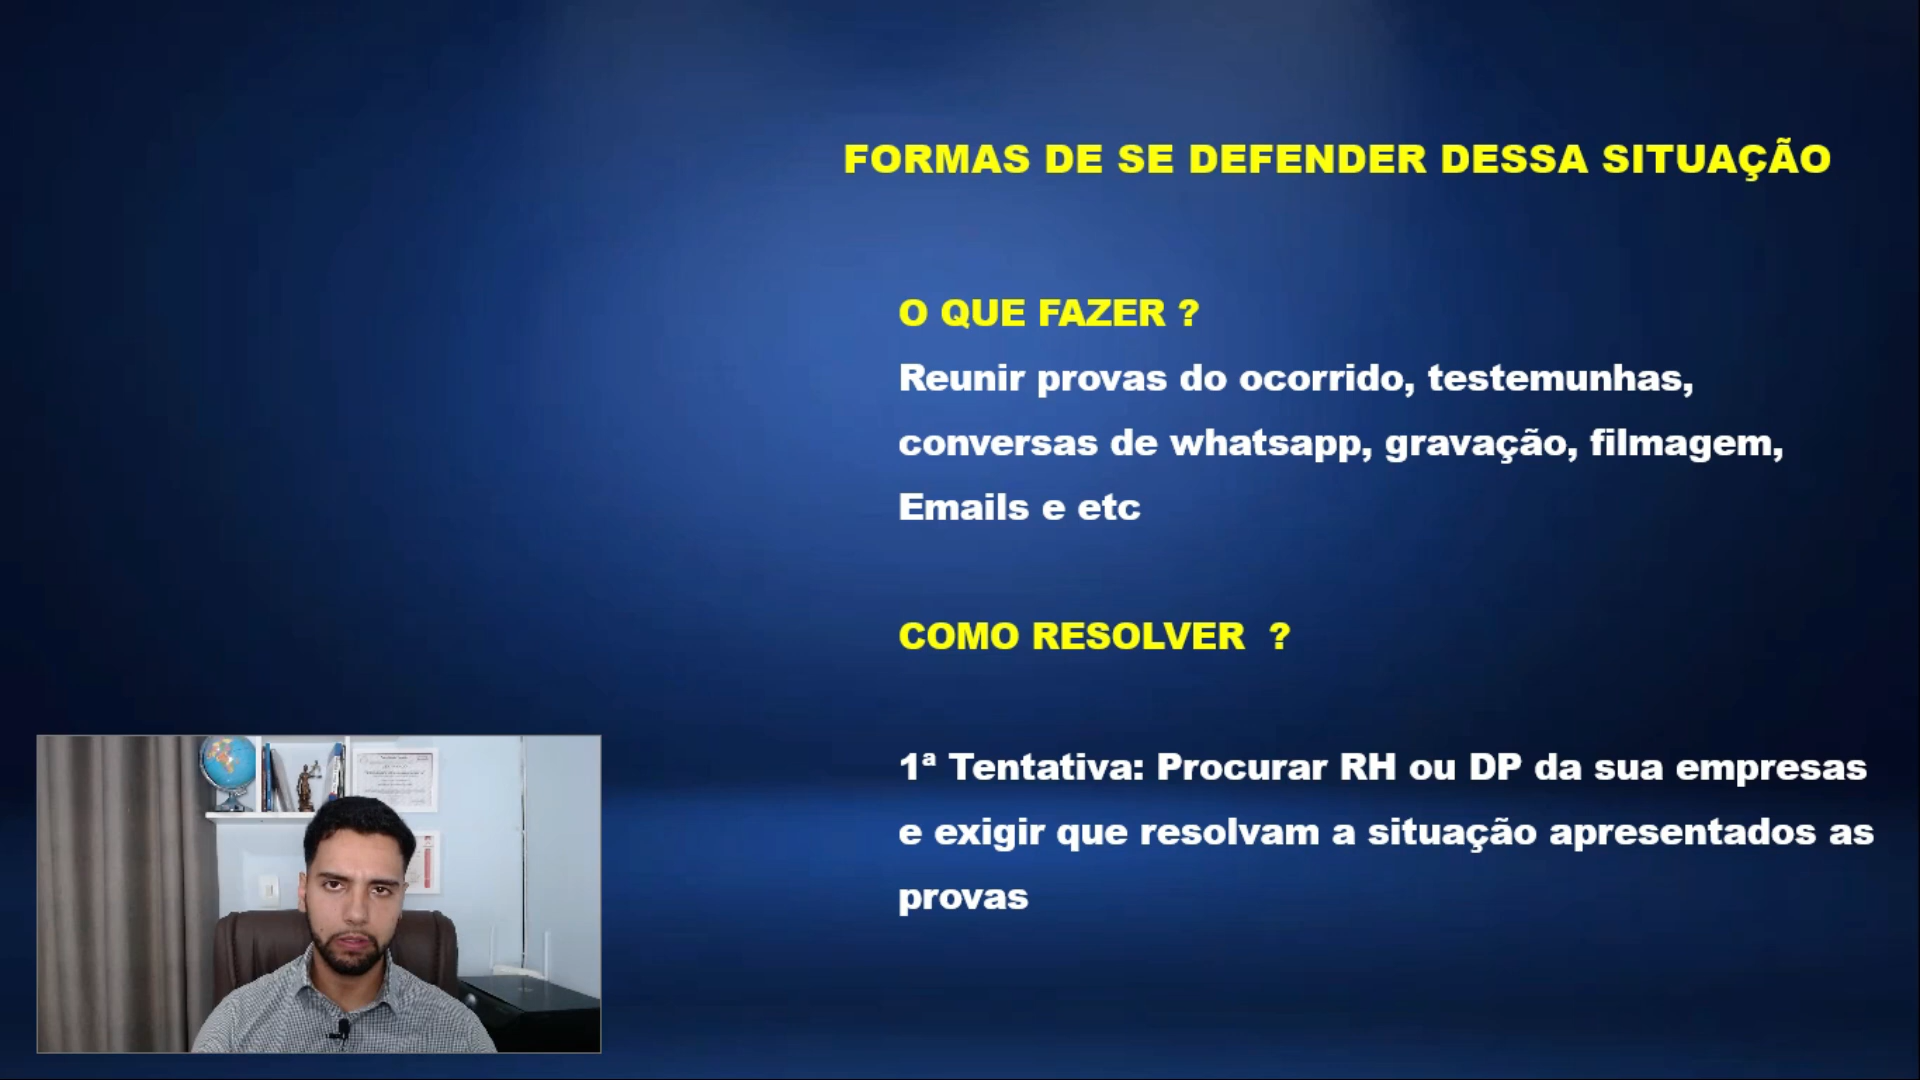 FORMAS DE SE DEFENDER DESSA SITUAÇÃO
O QUE FAZER ?
Reunir provas do ocorrido, testemunhas,
conversas de whatsapp, gravação, filmagem,
Emails e etc
COMO RESOLVER  ?
1ª Tentativa: Procurar RH ou DP da sua empresas
e exigir que resolvam a situação apresentados as
provas